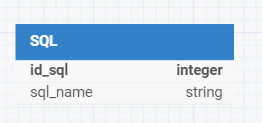 SQL
id_sql integer
sql_name string